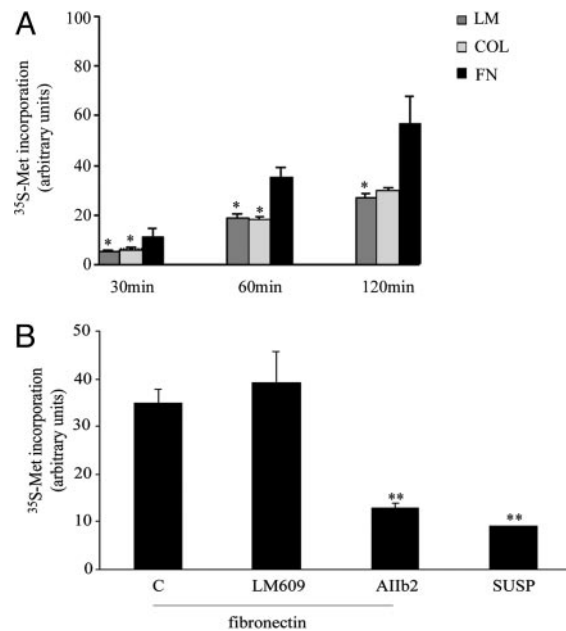 A
³⁵S-Met incorporation
(arbitrary units)
100
80
60
40
20
0
* * * * *
30min 60min 120min
LM
COL
FN
B
³⁵S-Met incorporation
(arbitrary units)
50
40
30
20
10
0
** **
C LM609 AIIb2 SUSP
fibronectin